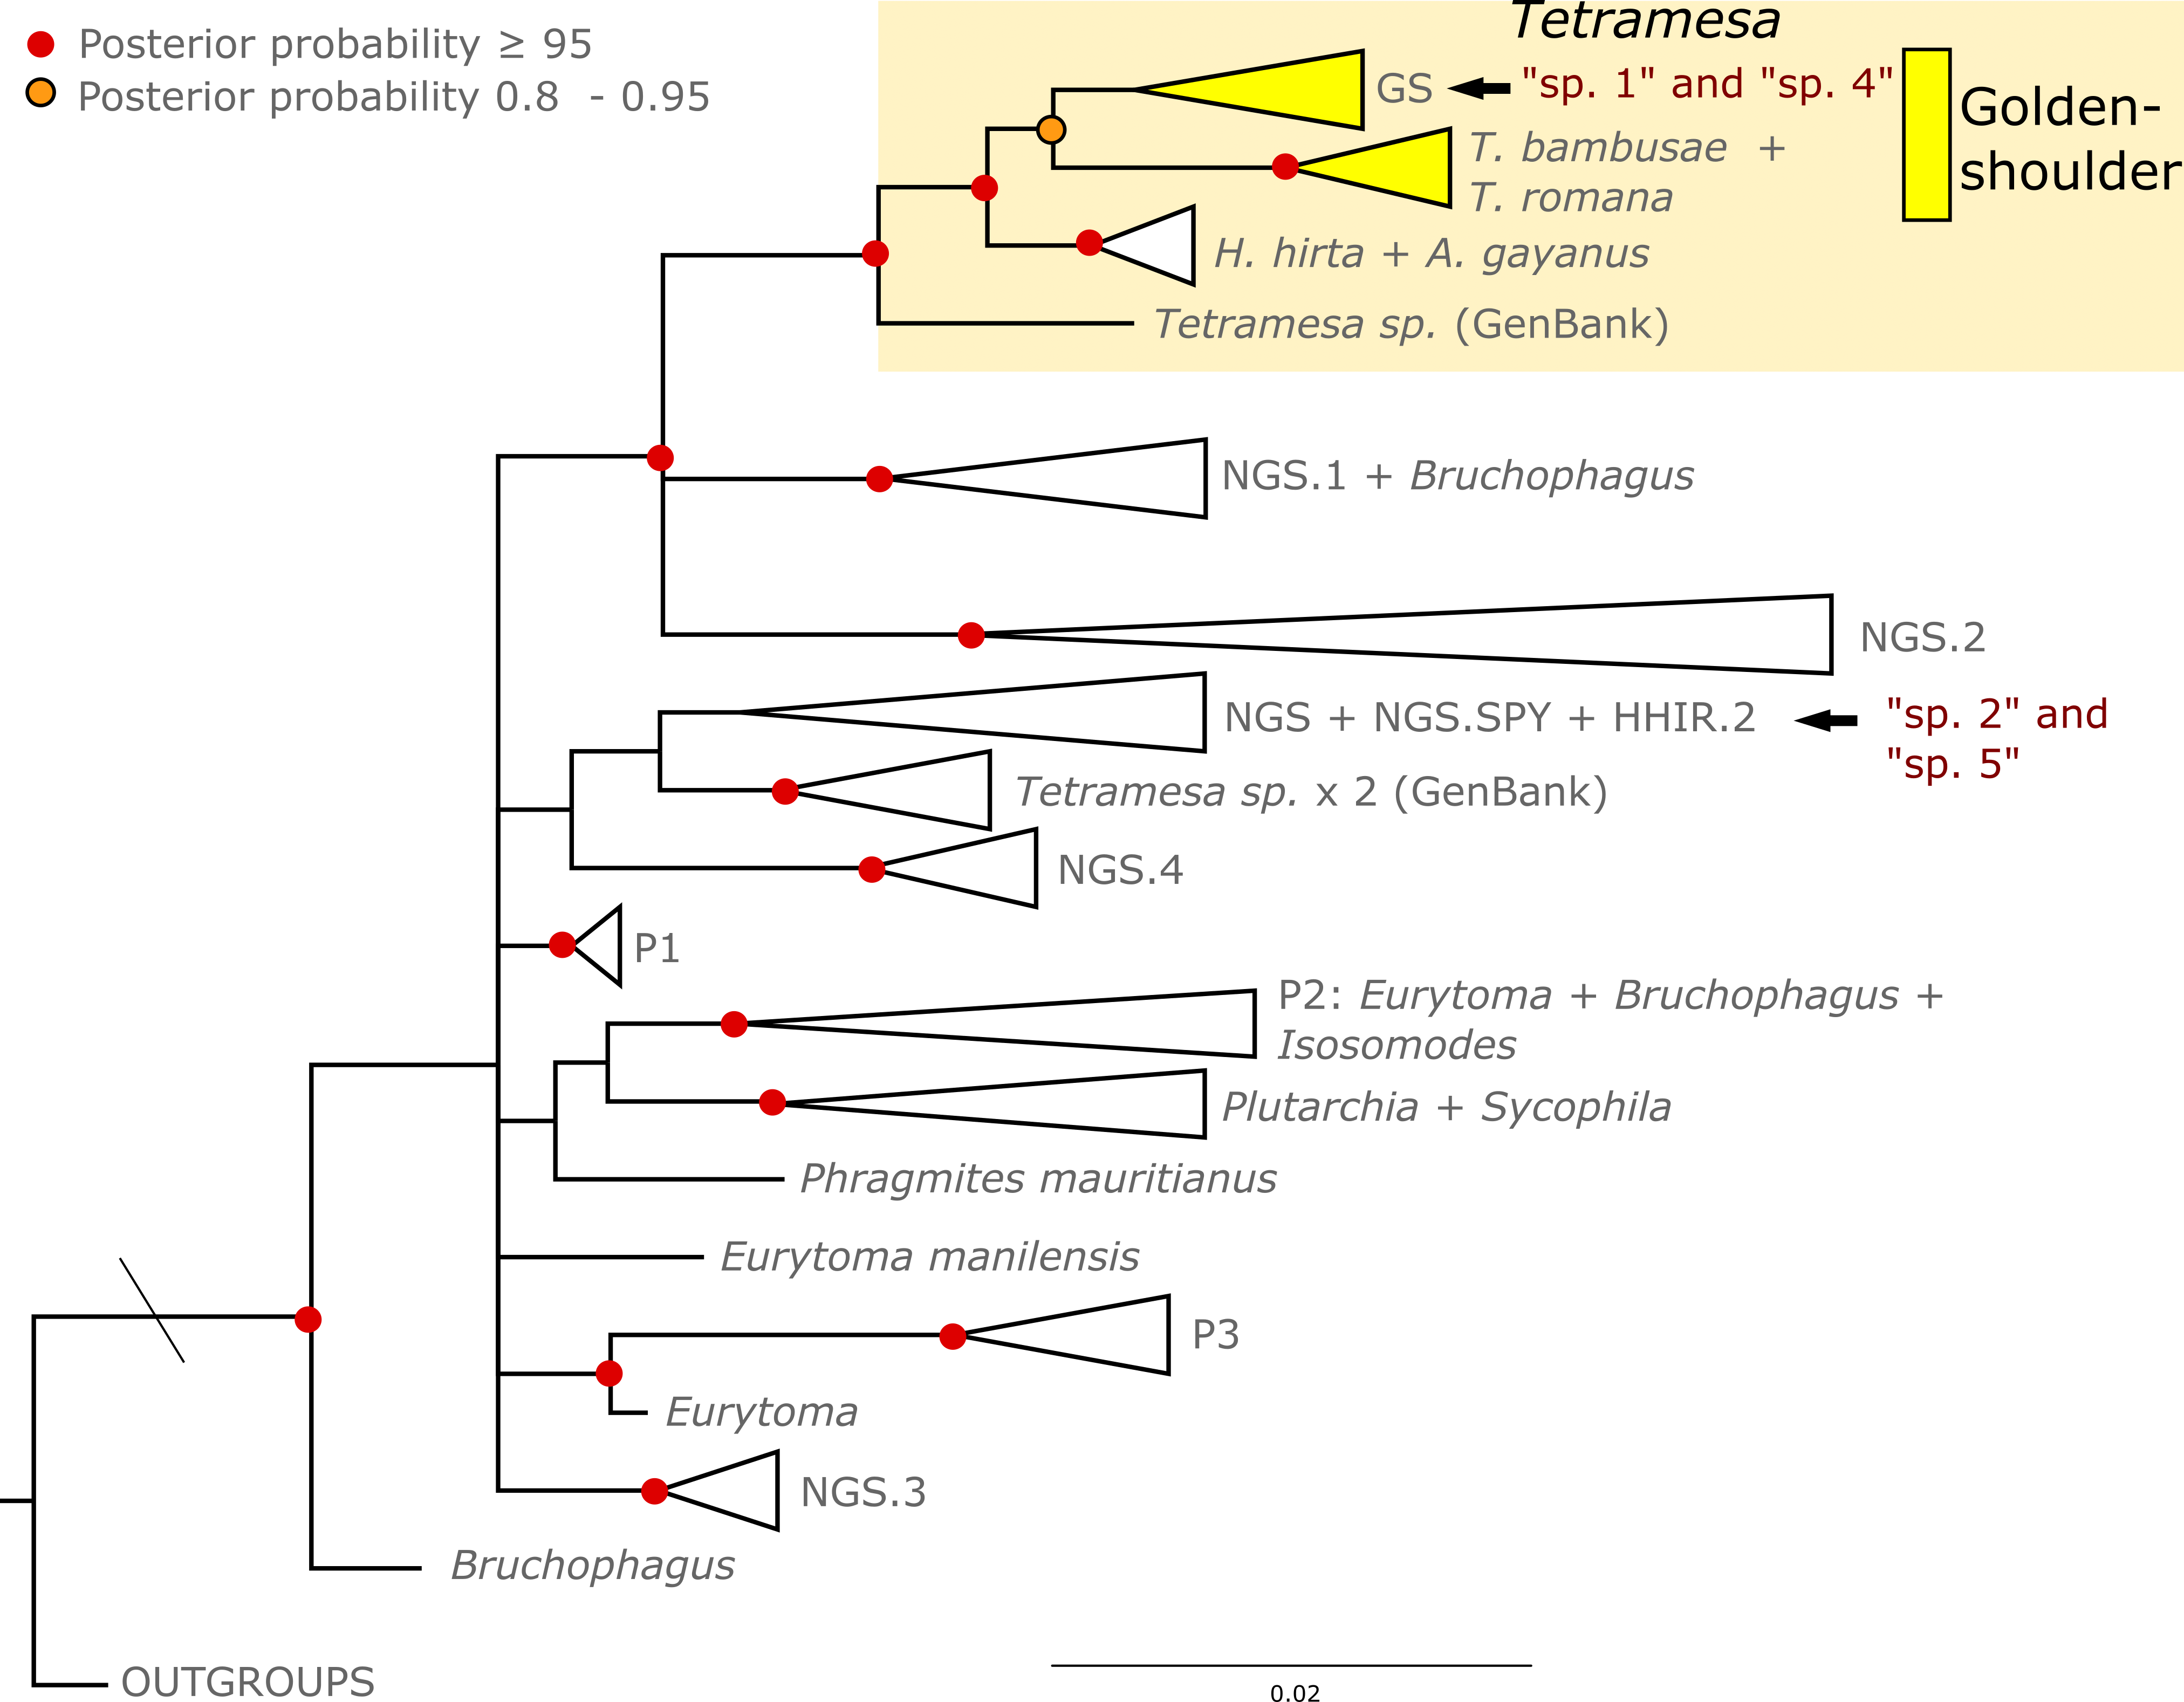 Posterior probability ≥ 95
Posterior probability 0.8 - 0.95
Tetramesa
GS
"sp. 1" and "sp. 4"
Golden-
shoulder
T. bambusae +
T. romana
H. hirta + A. gayanus
Tetramesa sp. (GenBank)
NGS.1 + Bruchophagus
NGS.2
NGS + NGS.SPY + HHIR.2
"sp. 2" and
"sp. 5"
Tetramesa sp. x 2 (GenBank)
NGS.4
P1
P2: Eurytoma + Bruchophagus +
Isosomodes
Plutarchia + Sycophila
Phragmites mauritianus
Eurytoma manilensis
P3
Eurytoma
NGS.3
Bruchophagus
OUTGROUPS
0.02